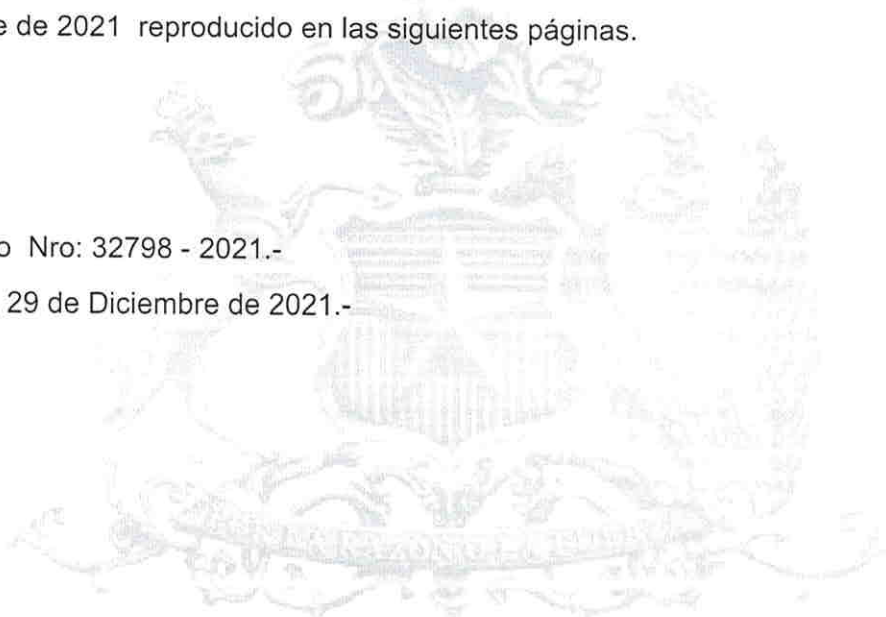 e de 2021 reproducido en las siguientes páginas.
o Nro: 32798 - 2021.-
29 de Diciembre de 2021.-